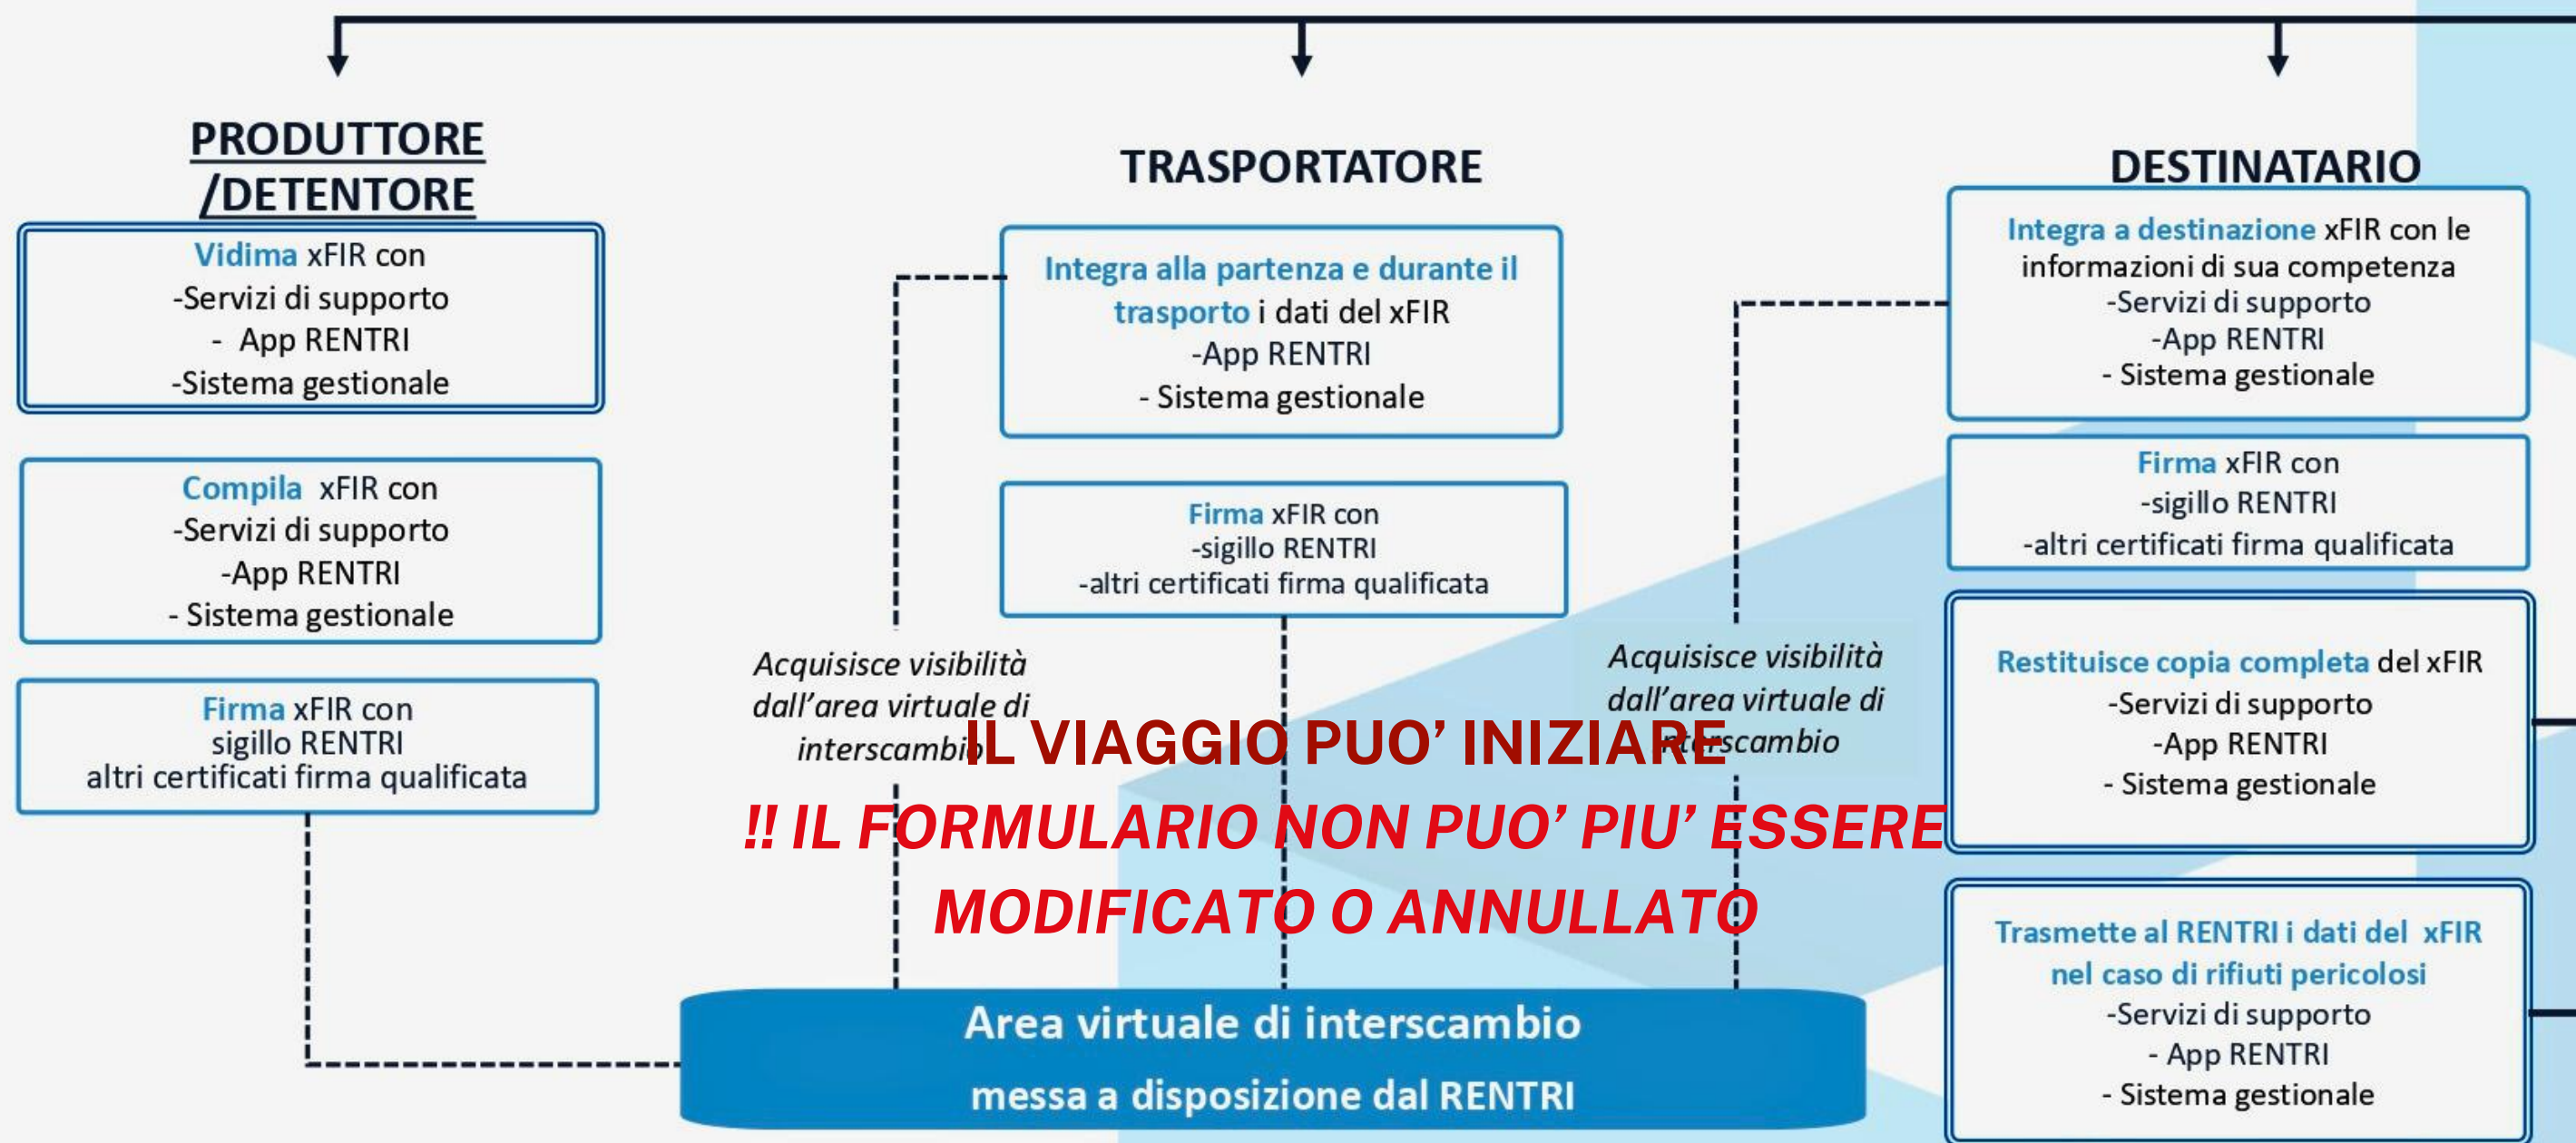 PRODUTTORE
/DETENTORE
Vidima xFIR con
-Servizi di supporto
- App RENTRI
-Sistema gestionale
Compila xFIR con
-Servizi di supporto
-App RENTRI
- Sistema gestionale
Firma xFIR con
sigillo RENTRI
altri certificati firma qualificata
TRASPORTATORE
Integra alla partenza e durante il
trasporto i dati del xFIR
-App RENTRI
- Sistema gestionale
Firma xFIR con
-sigillo RENTRI
-altri certificati firma qualificata
Acquisisce visibilità
dall’area virtuale di
interscambio
Acquisisce visibilità
dall’area virtuale di
interscambio
IL VIAGGIO PUO’ INIZIARE
!! IL FORMULARIO NON PUO’ PIU’ ESSERE
MODIFICATO O ANNULLATO
Area virtuale di interscambio
messa a disposizione dal RENTRI
DESTINATARIO
Integra a destinazione xFIR con le
informazioni di sua competenza
-Servizi di supporto
-App RENTRI
- Sistema gestionale
Firma xFIR con
-sigillo RENTRI
-altri certificati firma qualificata
Restituisce copia completa del xFIR
-Servizi di supporto
-App RENTRI
- Sistema gestionale
Trasmette al RENTRI i dati del xFIR
nel caso di rifiuti pericolosi
-Servizi di supporto
- App RENTRI
- Sistema gestionale